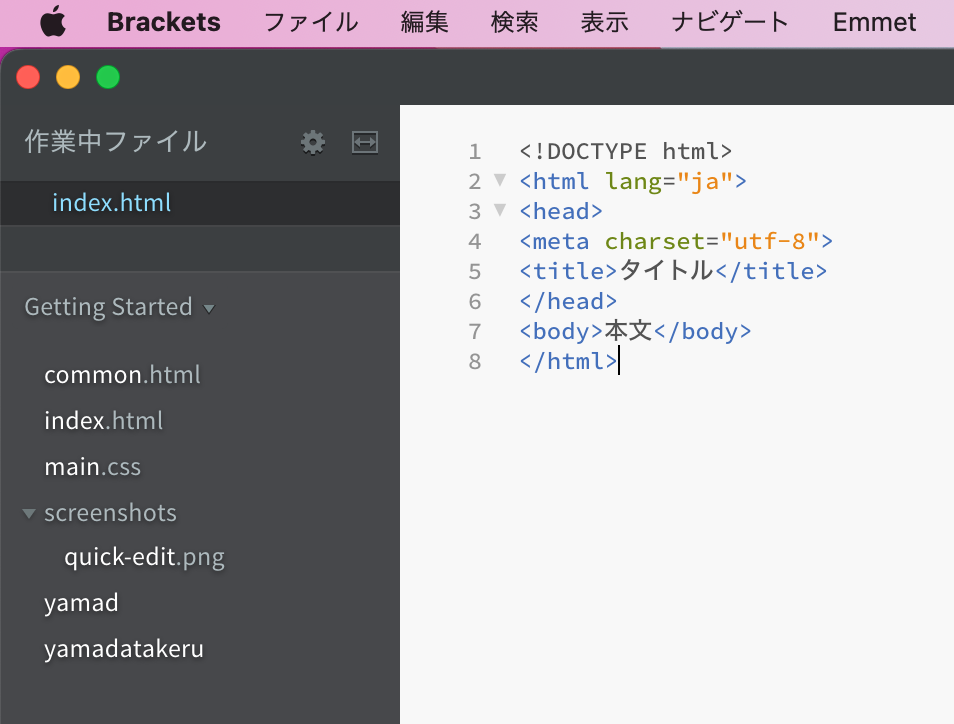 Brackets ファイル 編集 検索 表示 ナビゲート Emmet
作業中ファイル
index.html
Getting Started
common.html
index.html
main.css
screenshots
quick-edit.png
yamad
yamadatakeru
1 <!DOCTYPE html>
2 <html lang="ja">
3 <head>
4 <meta charset="utf-8">
5 <title>タイトル</title>
6 </head>
7 <body>本文</body>
8 </html>